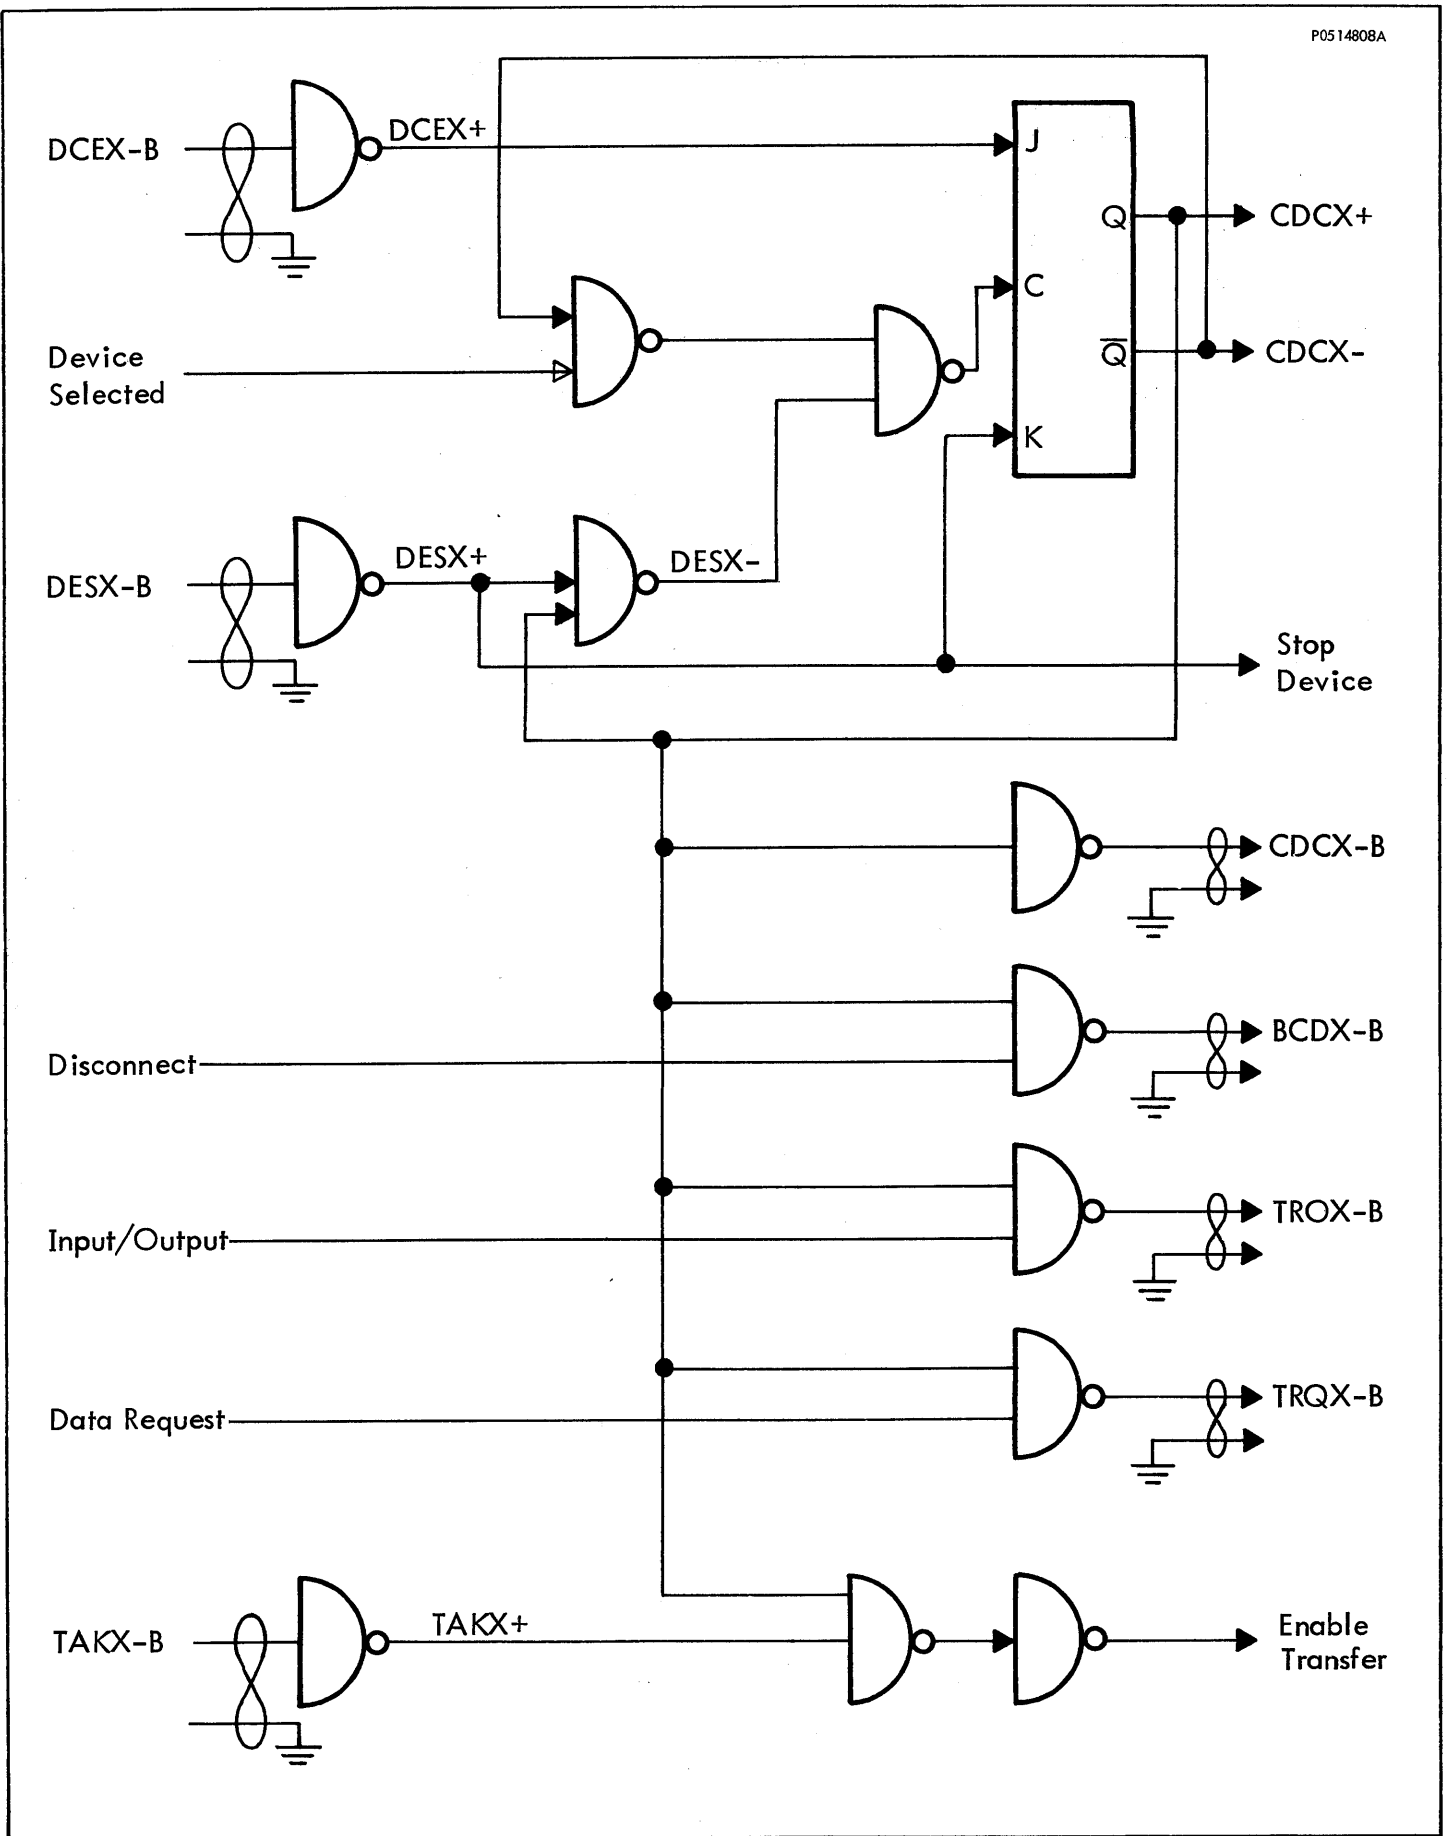 P0514808A
DCEX-B
DCEX+
J
Q
CDCX+
C
Device
Selected
Q̅
CDCX-
K
DESX-B
DESX+
DESX-
Stop
Device
CDCX-B
Disconnect
BCDX-B
Input/Output
TROX-B
Data Request
TRQX-B
TAKX-B
TAKX+
Enable
Transfer